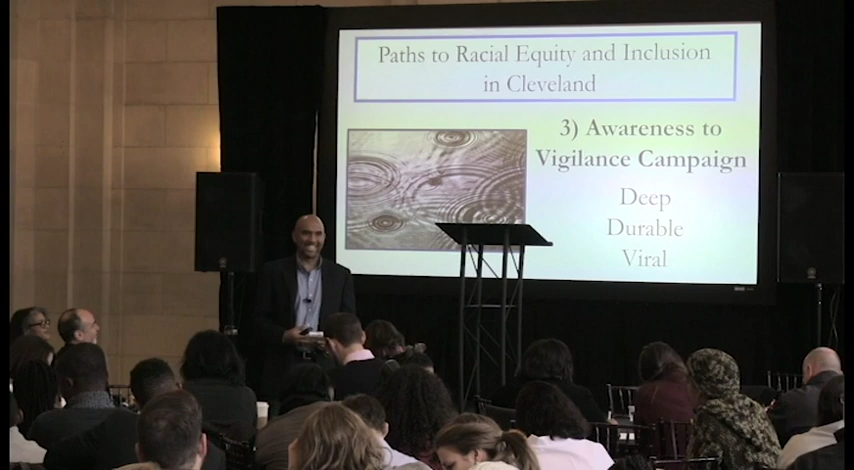 Paths to Racial Equity and Inclusion
in Cleveland
3) Awareness to
Vigilance Campaign
Deep
Durable
Viral